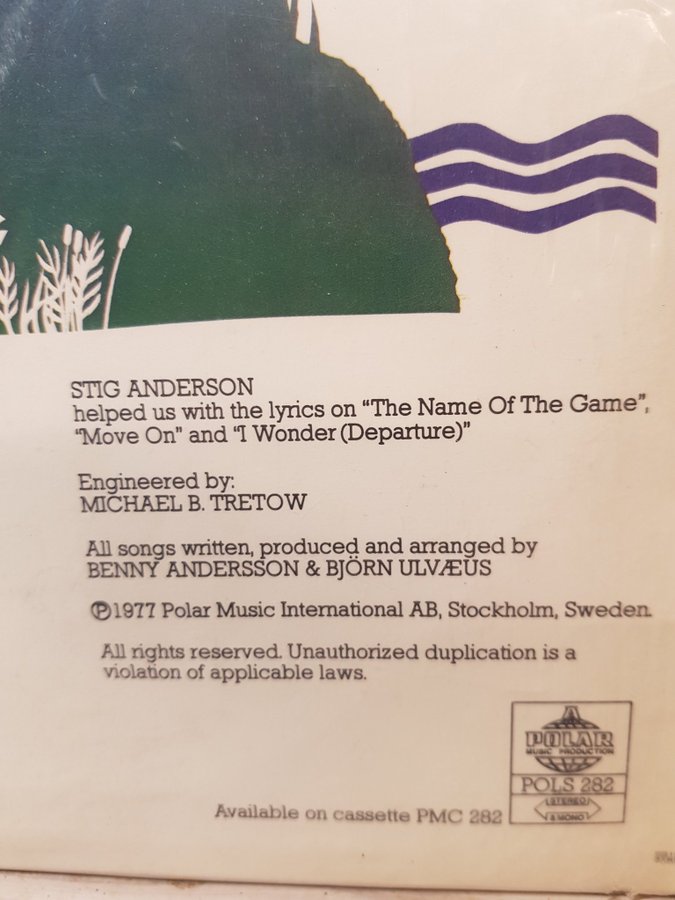 STIG ANDERSON
helped us with the lyrics on "The Name Of The Game",
"Move On" and "I Wonder (Departure)"
Engineered by:
MICHAEL B. TRETOW
All songs written, produced and arranged by
BENNY ANDERSSON & BJÖRN ULVÆUS
Ⓟ1977 Polar Music International AB, Stockholm, Sweden.
All rights reserved. Unauthorized duplication is a
violation of applicable laws.
A
POLAR
MUSIC PRODUCTION
POLS 282
STEREO
& MONO
Available on cassette PMC 282